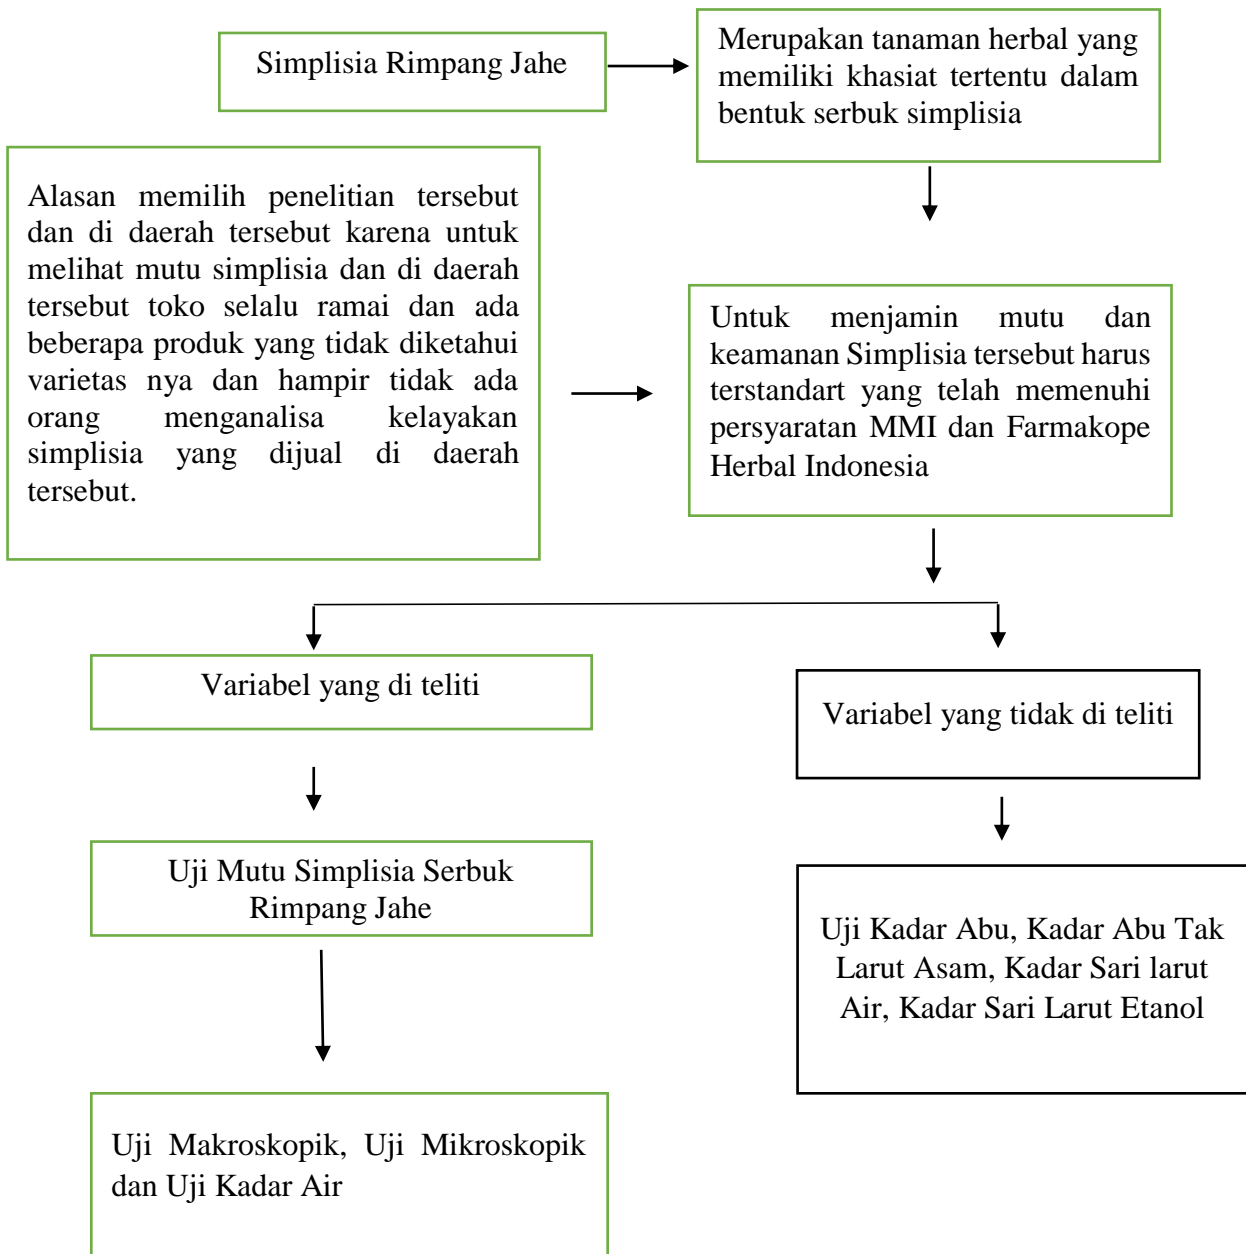 Simplisia Rimpang Jahe
Merupakan tanaman herbal yang
memiliki khasiat tertentu dalam
bentuk serbuk simplisia
Alasan memilih penelitian tersebut
dan di daerah tersebut karena untuk
melihat mutu simplisia dan di daerah
tersebut toko selalu ramai dan ada
beberapa produk yang tidak diketahui
varietas nya dan hampir tidak ada
orang menganalisa kelayakan
simplisia yang dijual di daerah
tersebut.
Untuk menjamin mutu dan
keamanan Simplisia tersebut harus
terstandart yang telah memenuhi
persyaratan MMI dan Farmakope
Herbal Indonesia
Variabel yang di teliti
Variabel yang tidak di teliti
Uji Mutu Simplisia Serbuk
Rimpang Jahe
Uji Kadar Abu, Kadar Abu Tak
Larut Asam, Kadar Sari larut
Air, Kadar Sari Larut Etanol
Uji Makroskopik, Uji Mikroskopik
dan Uji Kadar Air